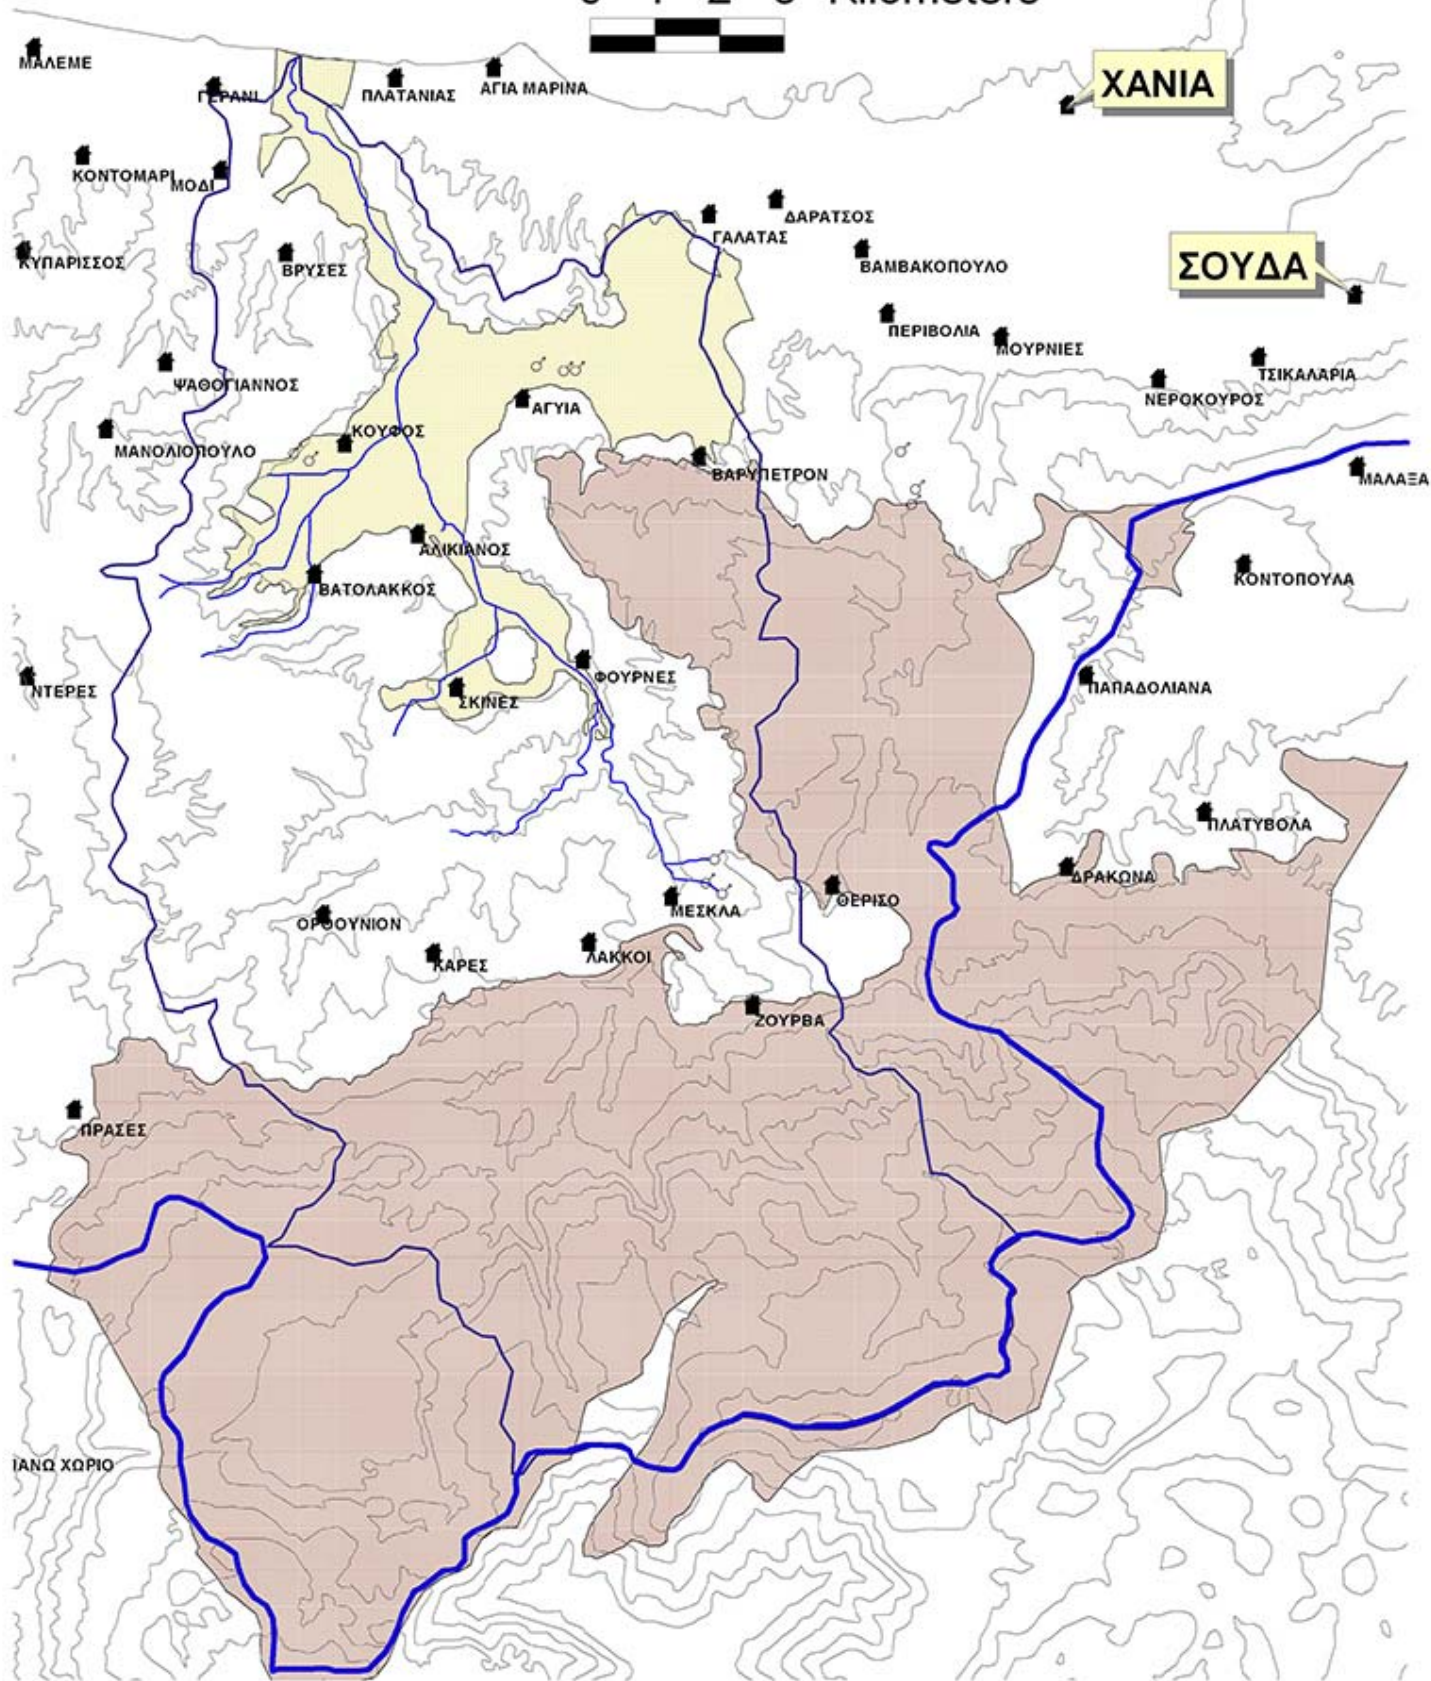 Kilometers
ΜΑΛΕΜΕ
ΓΕΡΑΝΙ
ΠΛΑΤΑΝΙΑΣ
ΑΓΙΑ ΜΑΡΙΝΑ
ΧΑΝΙΑ
ΚΟΝΤΟΜΑΡΙ
ΜΟΔΙ
ΔΑΡΑΤΣΟΣ
ΓΑΛΑΤΑΣ
ΚΥΠΑΡΙΣΣΟΣ
ΒΡΥΣΕΣ
ΒΑΜΒΑΚΟΠΟΥΛΟ
ΣΟΥΔΑ
ΠΕΡΙΒΟΛΙΑ
ΜΟΥΡΝΙΕΣ
ΤΣΙΚΑΛΑΡΙΑ
ΨΑΘΟΓΙΑΝΝΟΣ
ΝΕΡΟΚΟΥΡΟΣ
ΑΓΥΙΑ
ΚΟΥΦΟΣ
ΜΑΝΟΛΙΟΠΟΥΛΟ
ΒΑΡΥΠΕΤΡΟΝ
ΜΑΛΑΞΑ
ΑΛΙΚΙΑΝΟΣ
ΚΟΝΤΟΠΟΥΛΑ
ΒΑΤΟΛΑΚΚΟΣ
ΦΟΥΡΝΕΣ
ΝΤΕΡΕΣ
ΠΑΠΑΔΟΛΙΑΝΑ
ΣΚΙΝΕΣ
ΠΛΑΤΥΒΟΛΑ
ΔΡΑΚΩΝΑ
ΘΕΡΙΣΟ
ΜΕΣΚΛΑ
ΟΡΘΟΥΝΙΟΝ
ΛΑΚΚΟΙ
ΚΑΡΕΣ
ΖΟΥΡΒΑ
ΠΡΑΣΕΣ
ΙΑΝΩ ΧΩΡΙΟ